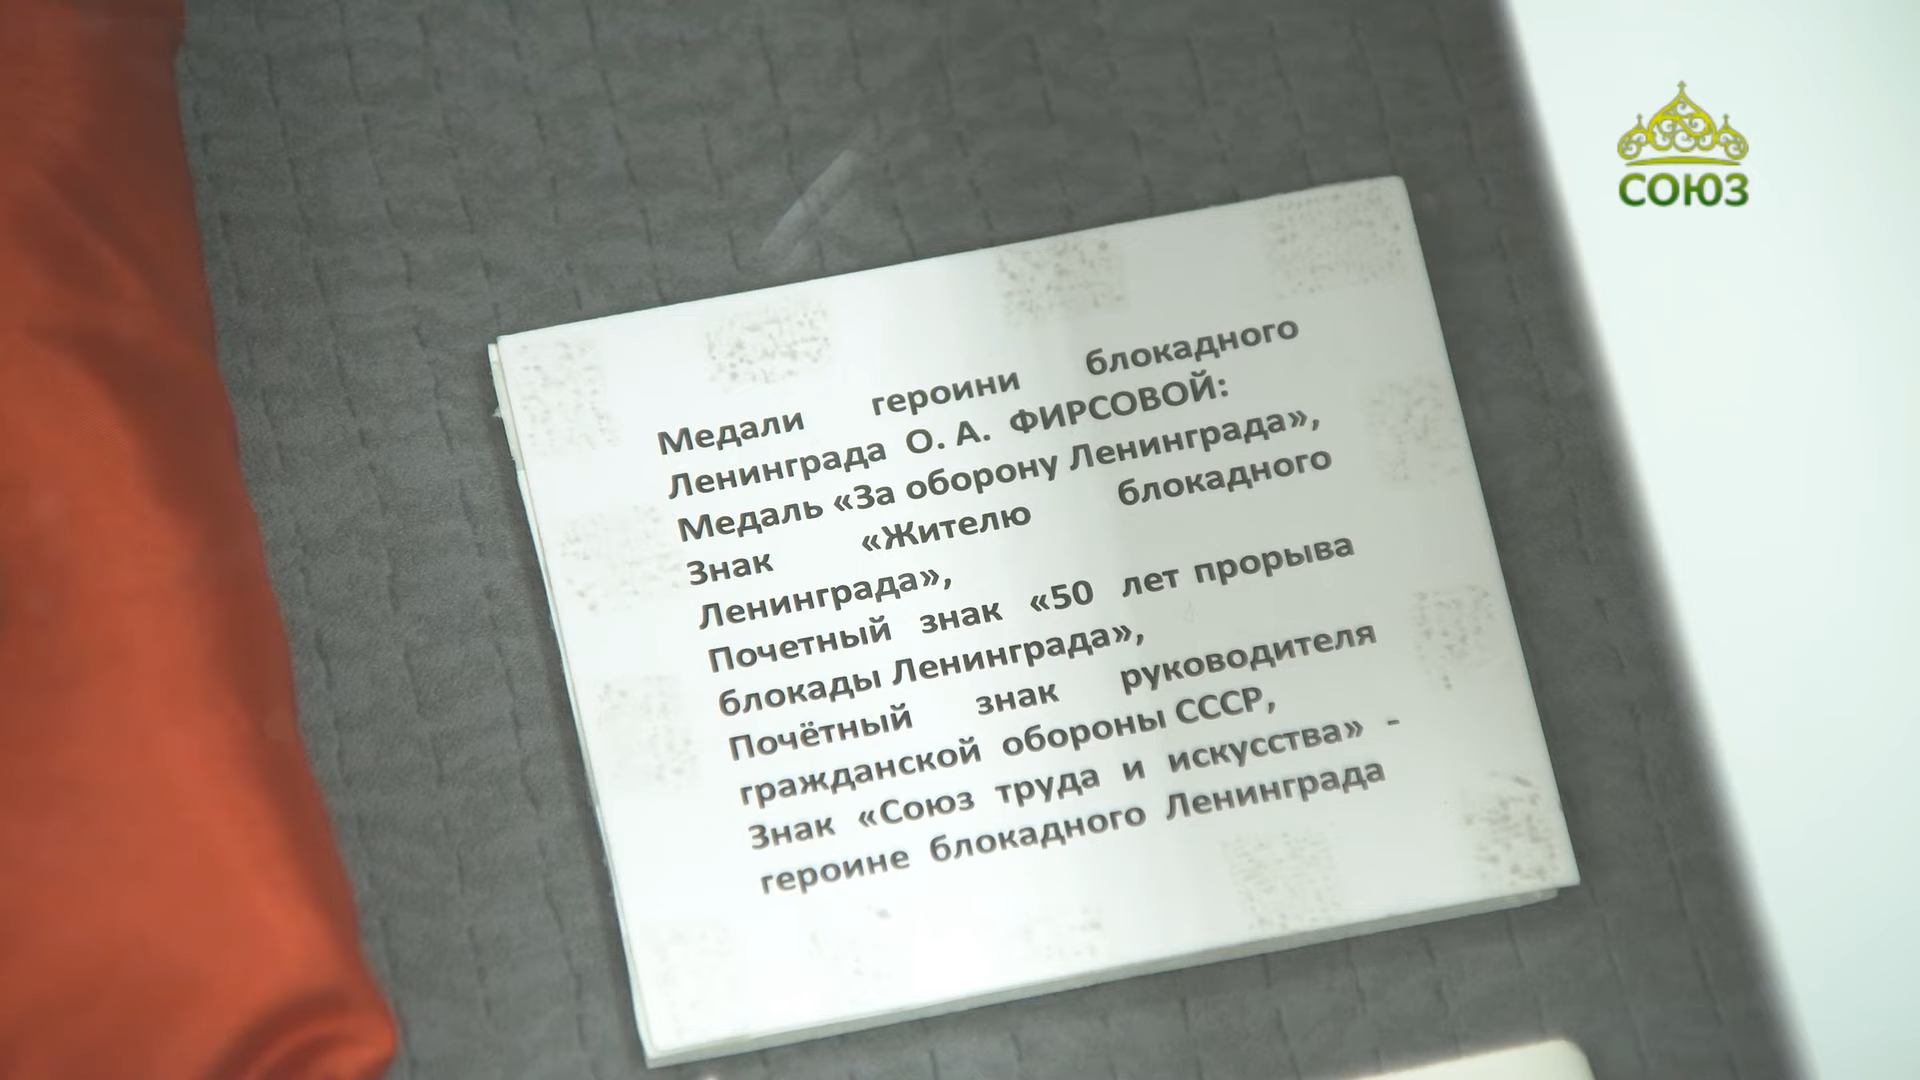 СОЮЗ
Медали героини блокадного
Ленинграда О. А. ФИРСОВОЙ:
Медаль «За оборону Ленинграда»,
Знак «Жителю блокадного
Ленинграда»,
Почетный знак «50 лет прорыва
блокады Ленинграда»,
Почётный знак руководителя
гражданской обороны СССР,
Знак «Союз труда и искусства» -
героине блокадного Ленинграда